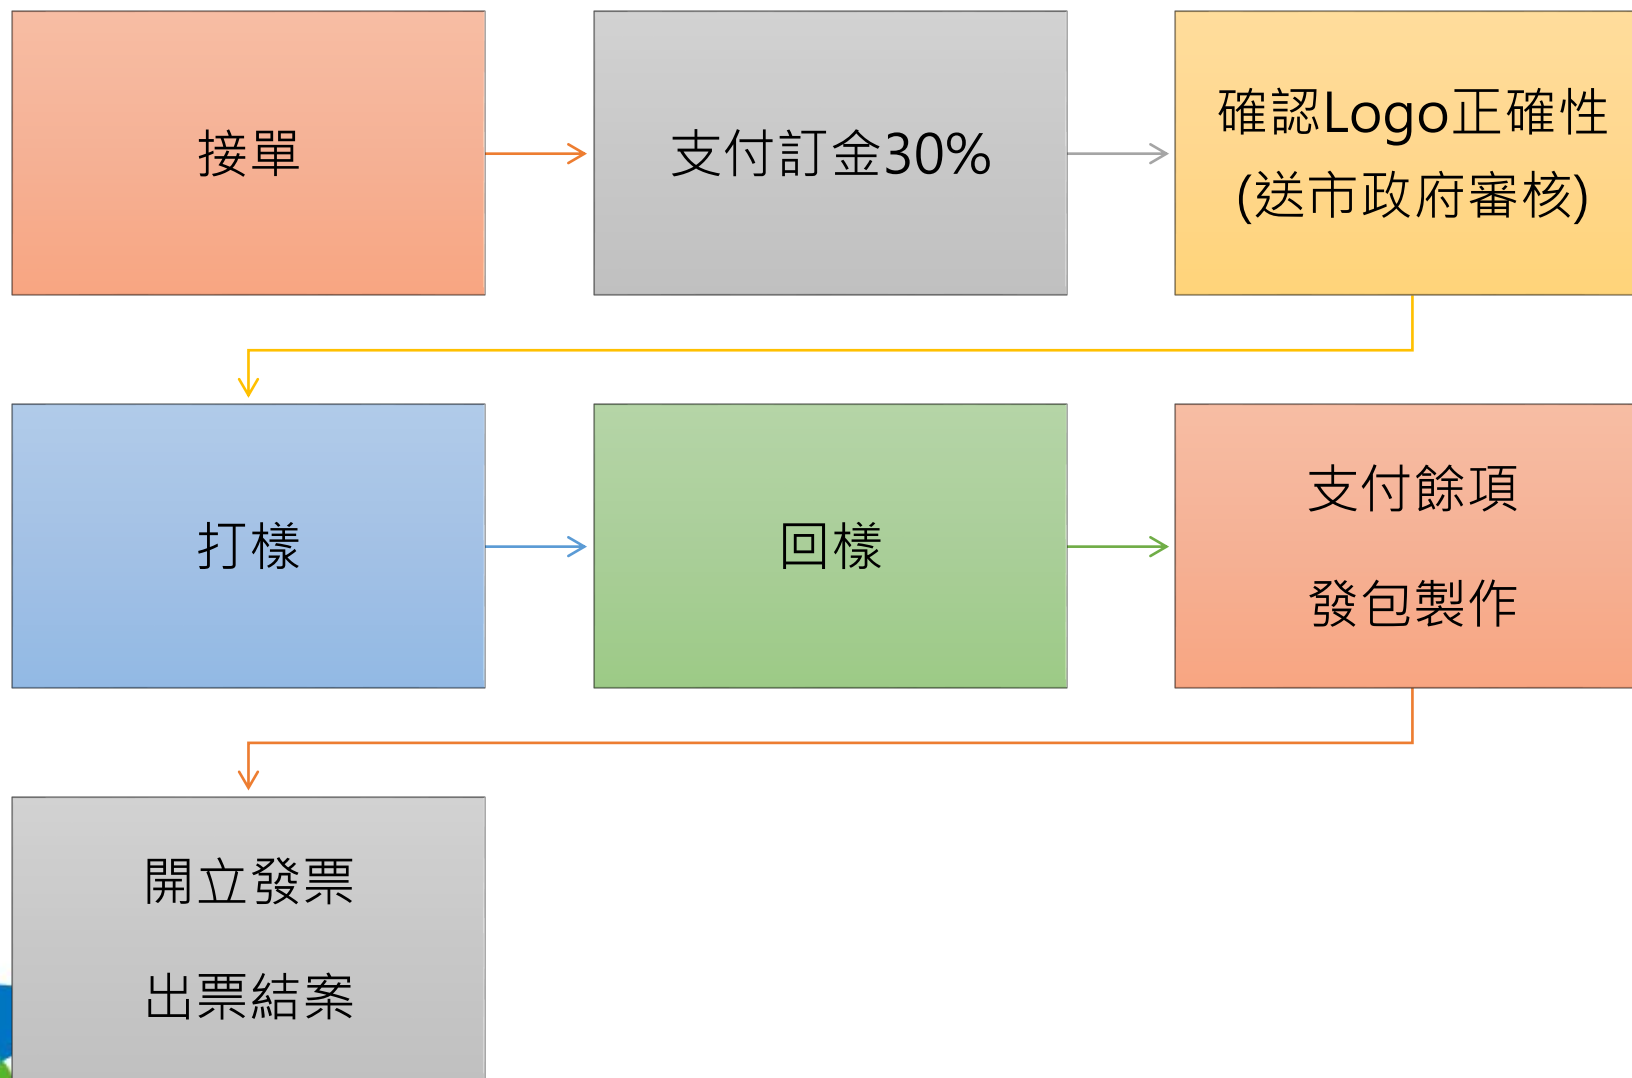 接單
支付訂金30%
確認Logo正確性
(送市政府審核)
打樣
回樣
支付餘項
發包製作
開立發票
出票結案